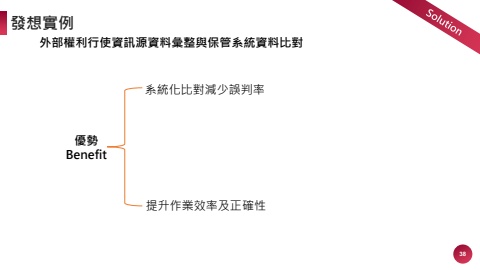 發想實例
Solution
外部權利行使資訊源資料彙整與保管系統資料比對
系統化比對減少誤判率
優勢
Benefit
提升作業效率及正確性
38